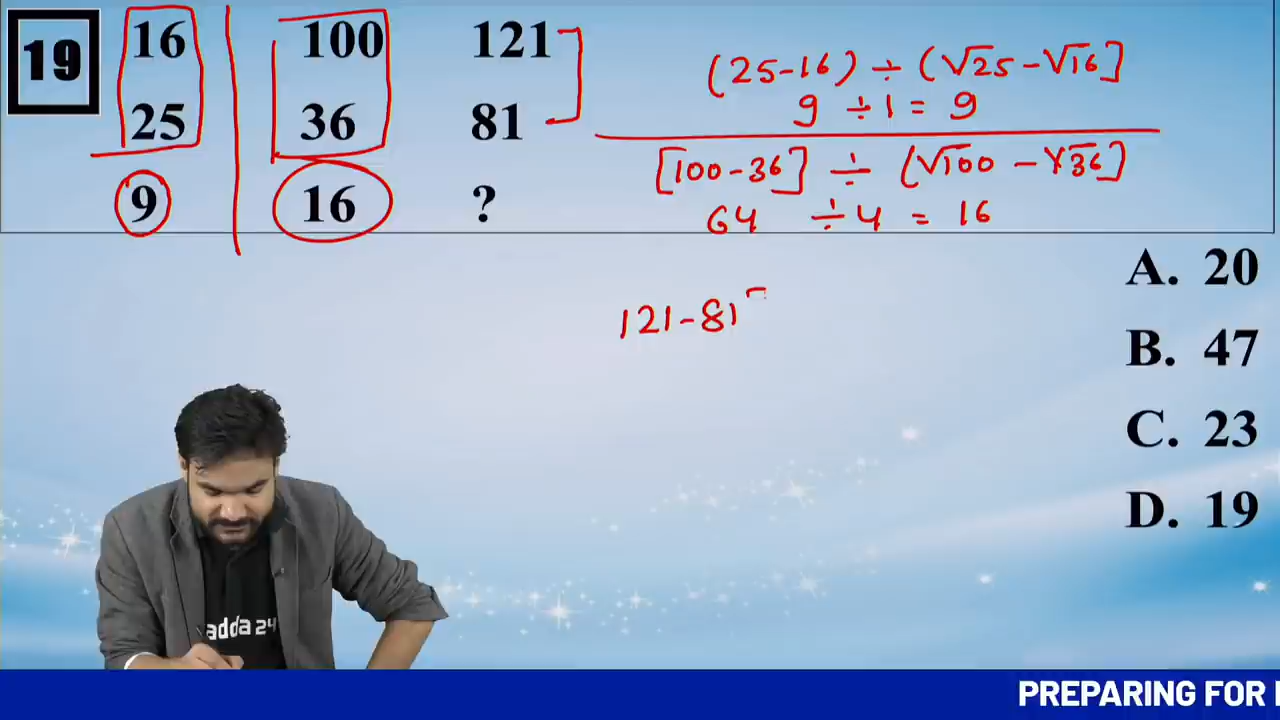 19
16 100 121
25 36 81
9 16 ?
(25-16) ÷ (√25 - √16]
9 ÷ 1 = 9
[100-36] ÷ (√100 - √36]
64 ÷ 4 = 16
121-81
A. 20
B. 47
C. 23
D. 19
adda 24
PREPARING FOR